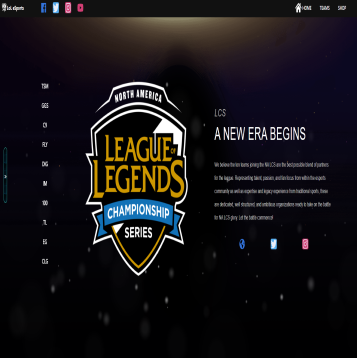 LoL eSports
HOME
TEAMS
SHOP
TSM
GGS
C9
FLY
DIG
IM
100
TL
EG
CLG
NORTH AMERICA
LEAGUE OF
LEGENDS
CHAMPIONSHIP
SERIES
LCS:
A NEW ERA BEGINS
We believe the ten teams joining the NA LCS are the best possible blend of partners
for the league. Representing talent, passion, and fan focus from within the esports
community as well as expertise and legacy experience from traditional sports, these
are dedicated, well structured, and ambitious organizations ready to take on the battle
for NA LCS glory. Let the battle commence!